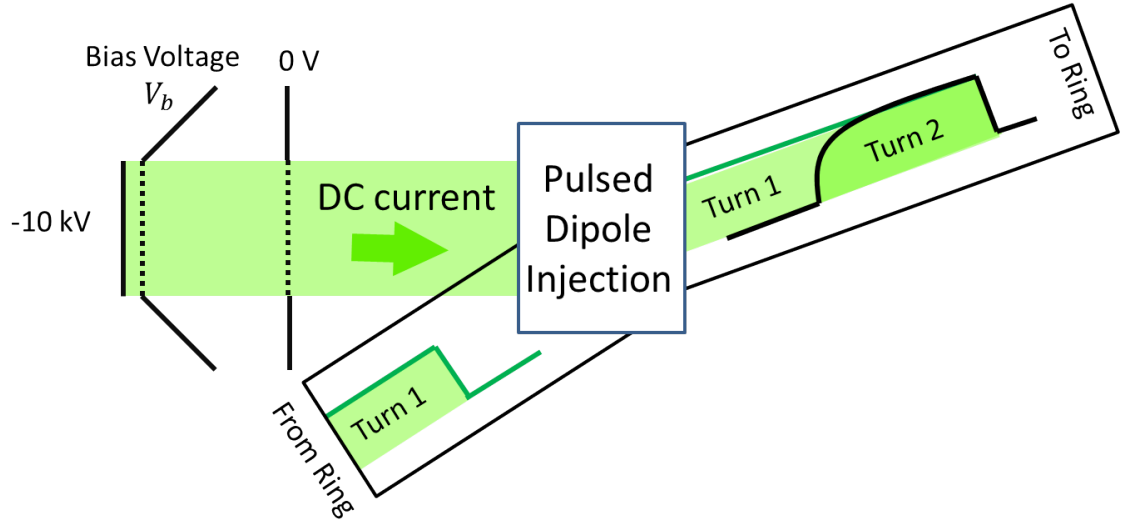 Bias Voltage
V_b
0 V
-10 kV
DC current
Pulsed
Dipole
Injection
Turn 1
Turn 2
To Ring
Turn 1
From Ring